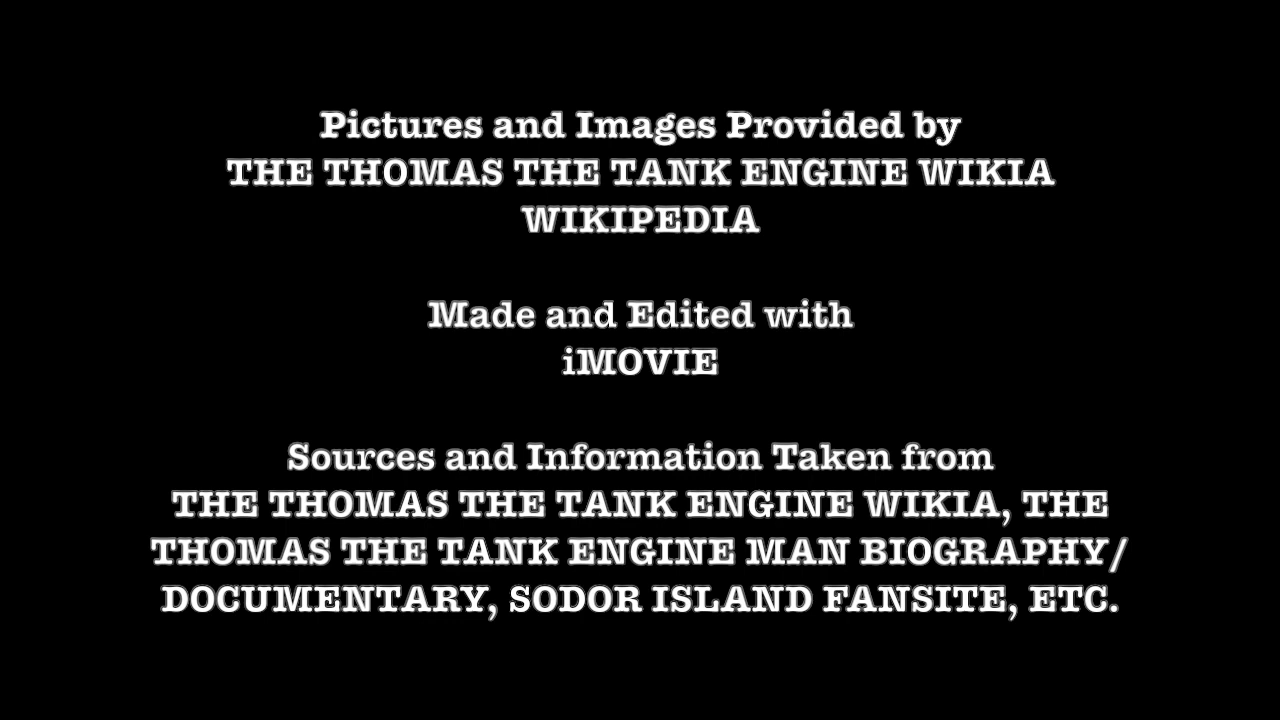 Pictures and Images Provided by
THE THOMAS THE TANK ENGINE WIKIA
WIKIPEDIA
Made and Edited with
iMOVIE
Sources and Information Taken from
THE THOMAS THE TANK ENGINE WIKIA, THE
THOMAS THE TANK ENGINE MAN BIOGRAPHY/
DOCUMENTARY, SODOR ISLAND FANSITE, ETC.